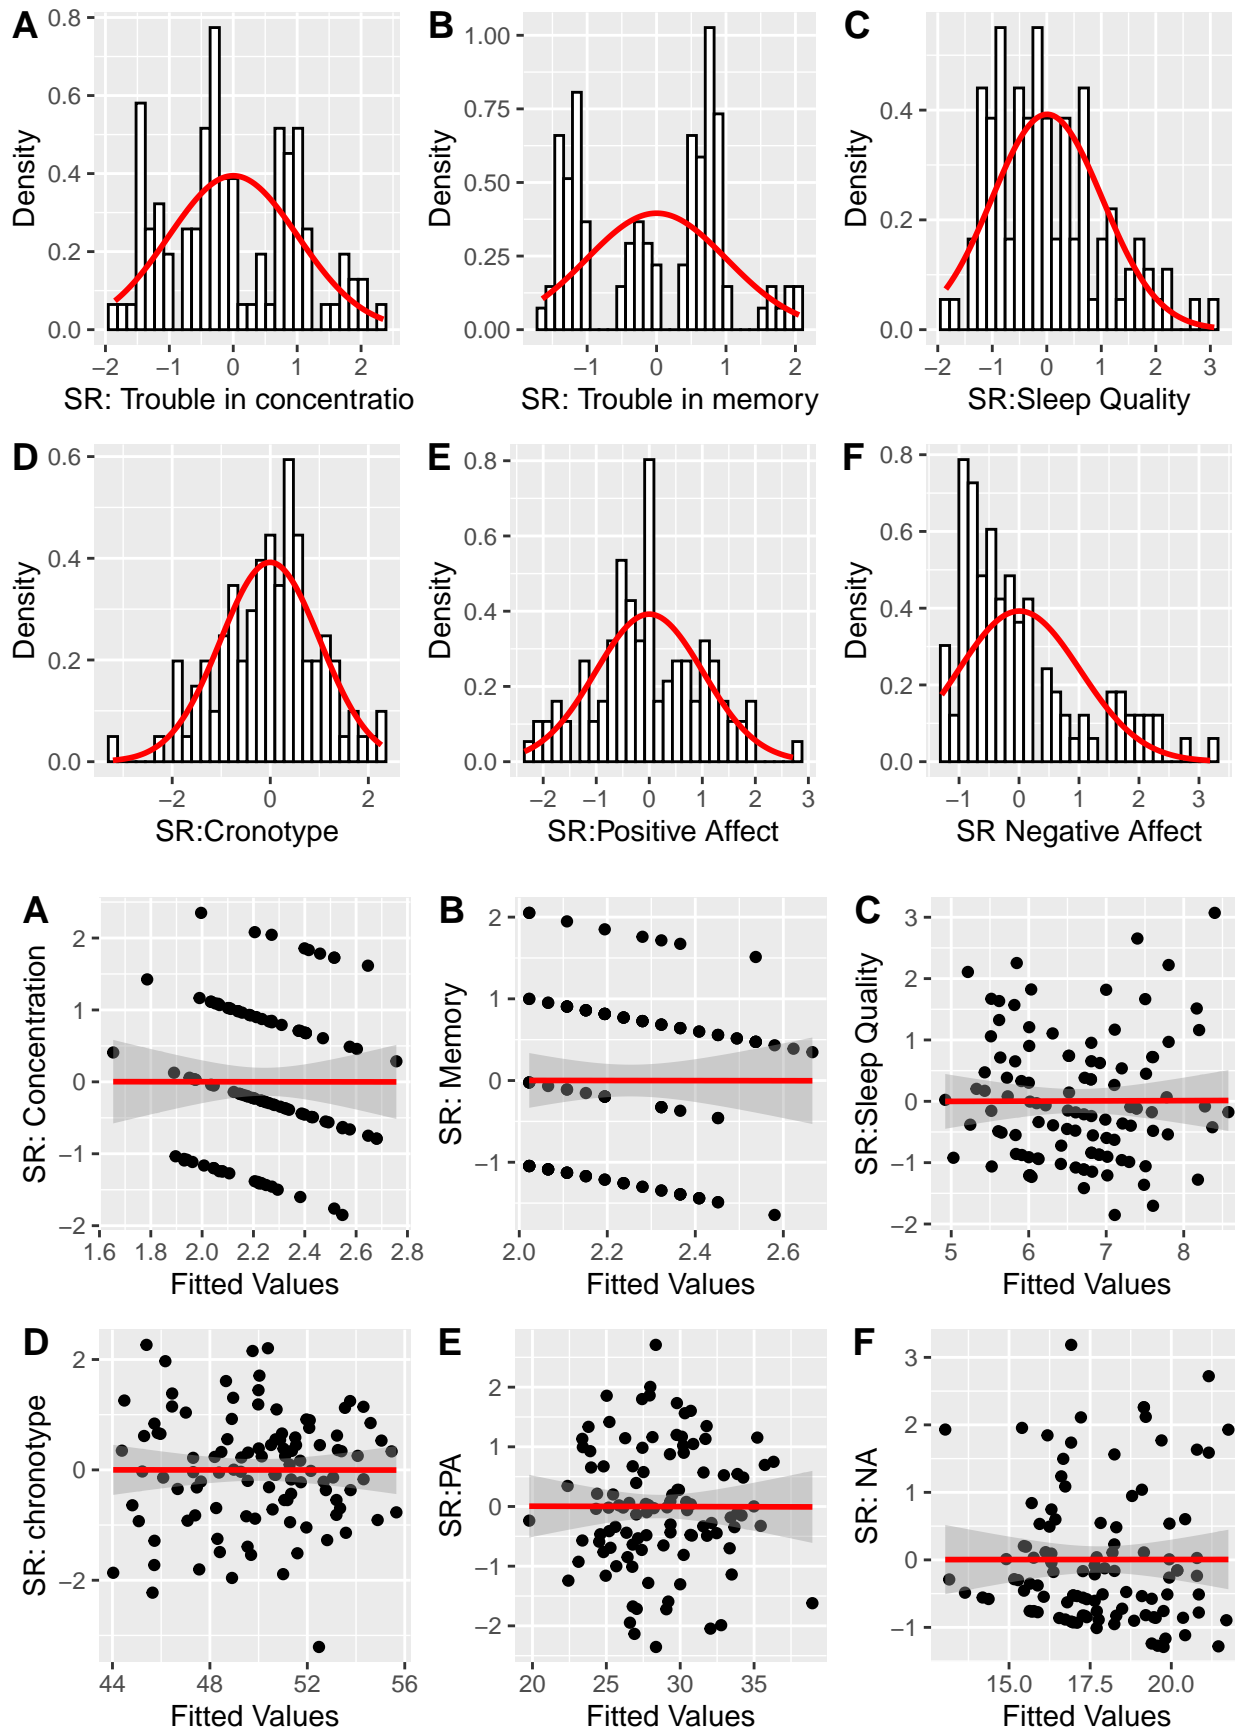 A
B
C
0.8
0.6
0.4
0.2
0.0
Density
−2 −1 0 1 2
SR: Trouble in concentratio
1.00
0.75
0.50
0.25
0.00
Density
−1 0 1 2
SR: Trouble in memory
0.4
0.2
0.0
Density
−2 −1 0 1 2 3
SR:Sleep Quality
D
E
F
0.6
0.4
0.2
0.0
Density
−2 0 2
SR:Cronotype
0.8
0.6
0.4
0.2
0.0
Density
−2 −1 0 1 2 3
SR:Positive Affect
0.8
0.6
0.4
0.2
0.0
Density
−1 0 1 2 3
SR Negative Affect
A
B
C
2
1
0
−1
−2
SR: Concentration
1.6 1.8 2.0 2.2 2.4 2.6 2.8
Fitted Values
2
1
0
−1
SR: Memory
2.0 2.2 2.4 2.6
Fitted Values
3
2
1
0
−1
−2
SR:Sleep Quality
5 6 7 8
Fitted Values
D
E
F
2
0
−2
SR: chronotype
44 48 52 56
Fitted Values
2
1
0
−1
−2
SR:PA
20 25 30 35
Fitted Values
3
2
1
0
−1
SR: NA
15.0 17.5 20.0
Fitted Values